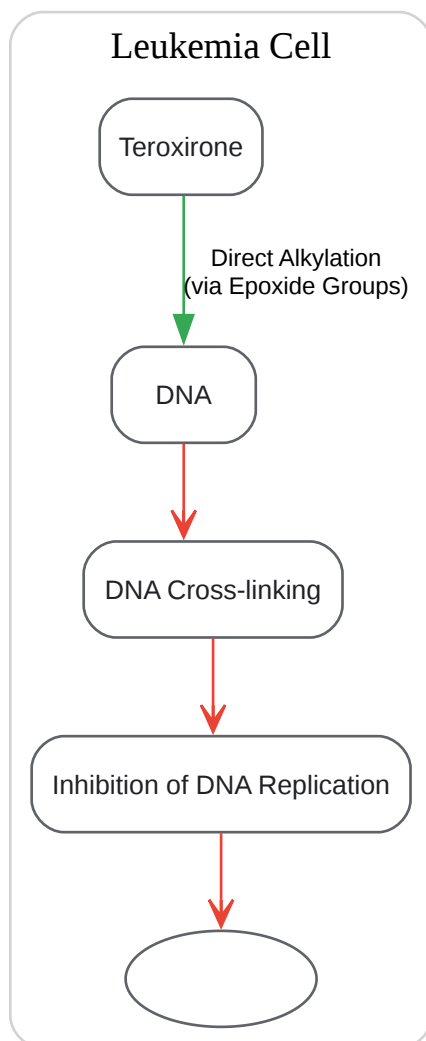 Leukemia Cell
Teroxirone
Direct Alkylation
(via Epoxide Groups)
DNA
DNA Cross-linking
Inhibition of DNA Replication